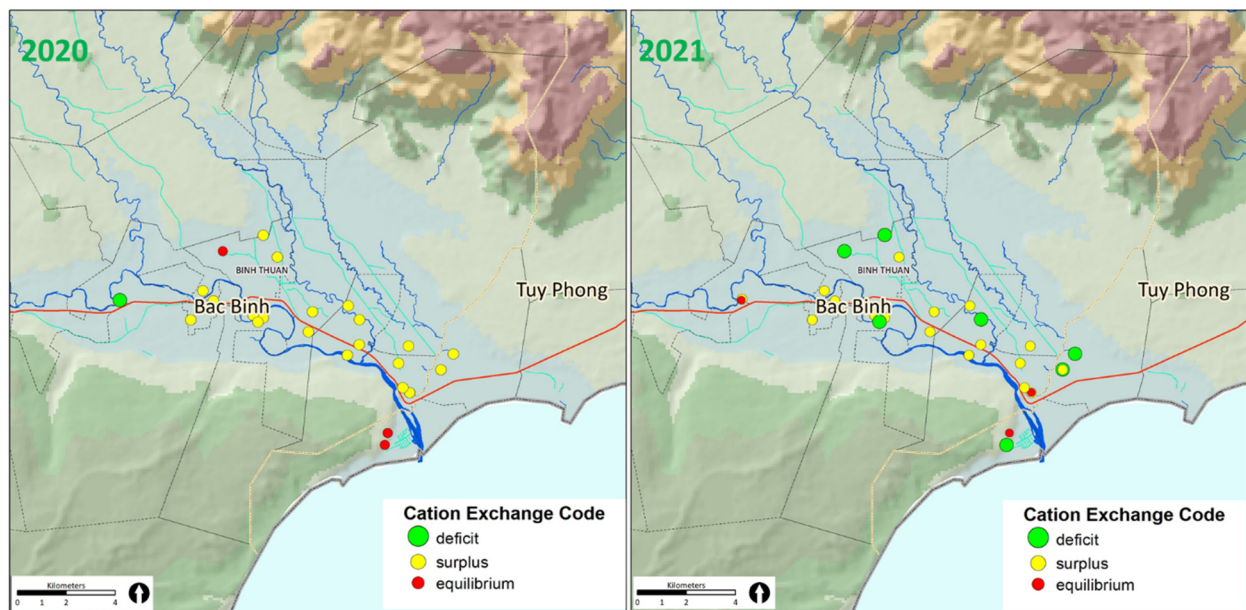 2020
BINH THUAN
Bac Binh
Tuy Phong
Cation Exchange Code
deficit
surplus
equilibrium
Kilometers
0 1 2 4
2021
BINH THUAN
Bac Binh
Tuy Phong
Cation Exchange Code
deficit
surplus
equilibrium
Kilometers
0 1 2 4